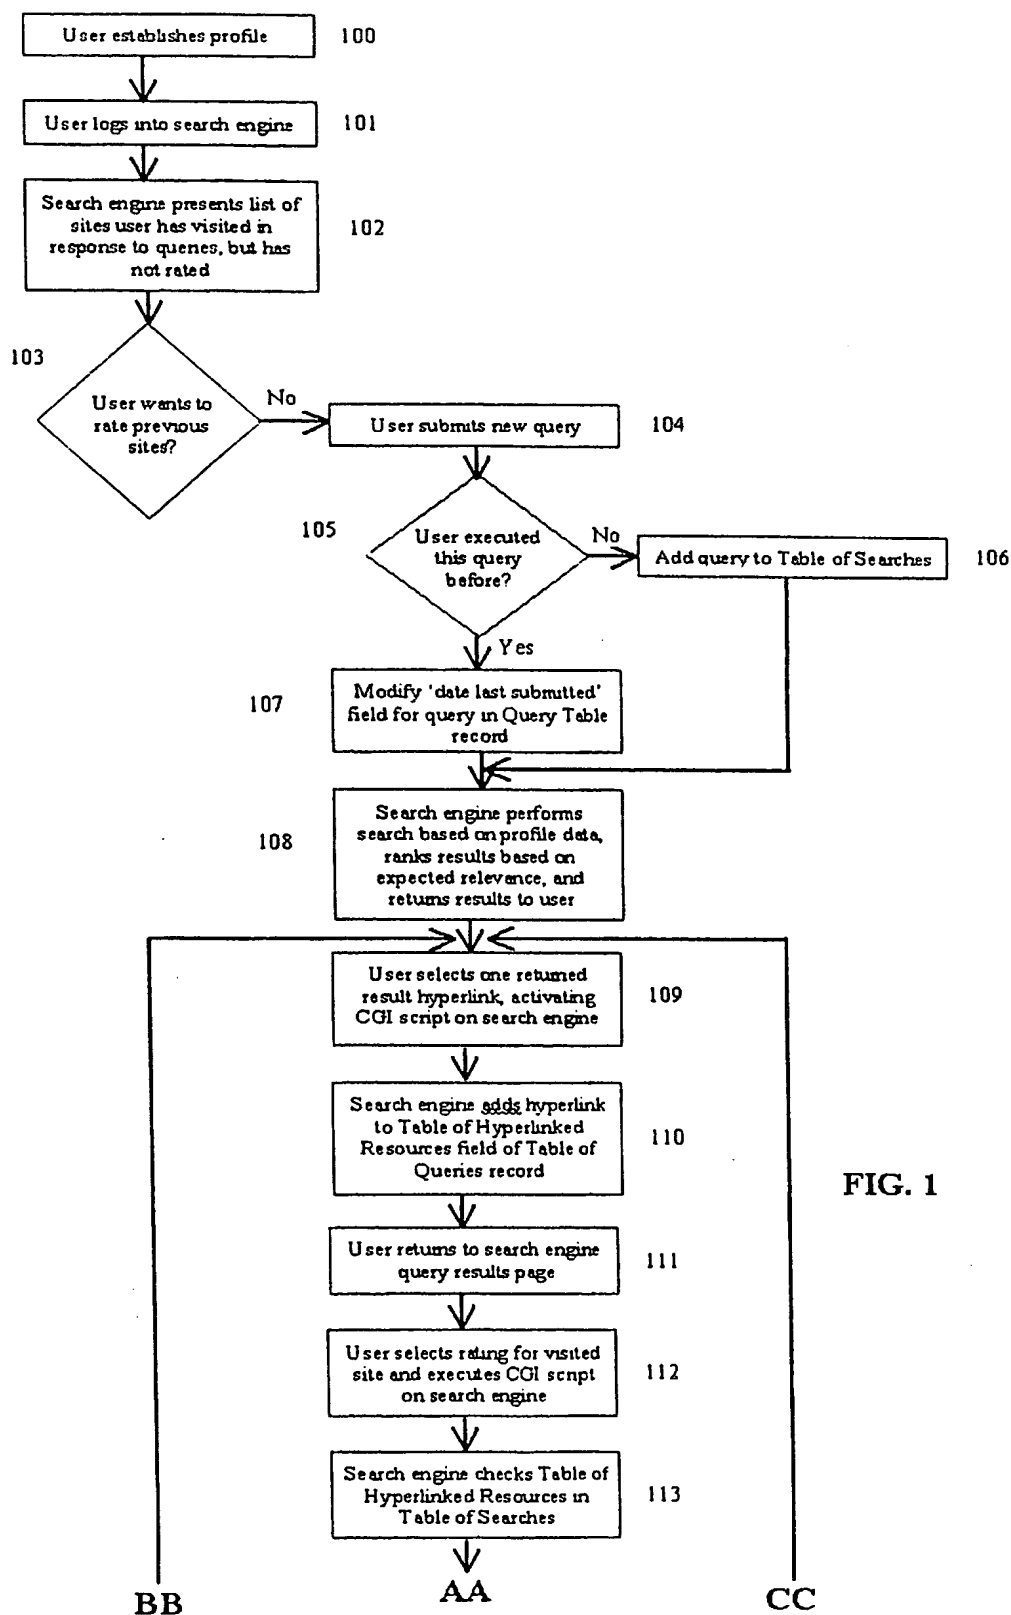 User establishes profile
100
User logs into search engine
101
Search engine presents list of
sites user has visited in
response to queries, but has
not rated
102
103
User wants to
rate previous
sites?
No
User submits new query
104
105
User executed
this query
before?
No
Add query to Table of Searches
106
Yes
107
Modify 'date last submitted'
field for query in Query Table
record
108
Search engine performs
search based on profile data,
ranks results based on
expected relevance, and
returns results to user
User selects one returned
result hyperlink, activating
CGI script on search engine
109
Search engine adds hyperlink
to Table of Hyperlinked
Resources field of Table of
Queries record
110
FIG. 1
User returns to search engine
query results page
111
User selects rating for visited
site and executes CGI script
on search engine
112
Search engine checks Table of
Hyperlinked Resources in
Table of Searches
113
BB
AA
CC